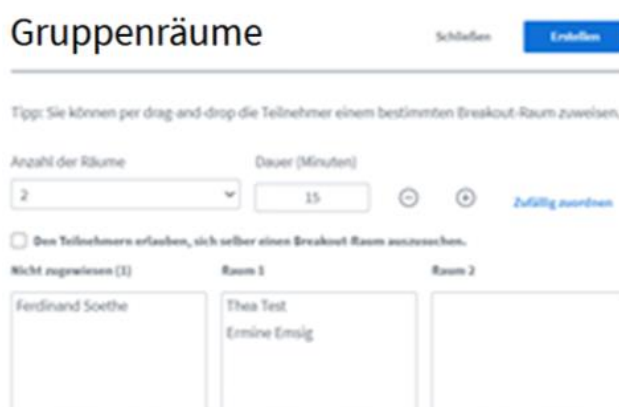 Gruppenräume
Schließen
Erstellen
Tipp: Sie können per drag-and-drop die Teilnehmer einem bestimmten Breakout-Raum zuweisen.
Anzahl der Räume
Dauer (Minuten)
2
15
Zufällig zuordnen
Den Teilnehmern erlauben, sich selber einen Breakout-Raum auszusuchen.
Nicht zugewiesen (1)
Raum 1
Raum 2
Ferdinand Soethe
Thea Test
Ermine Emsig